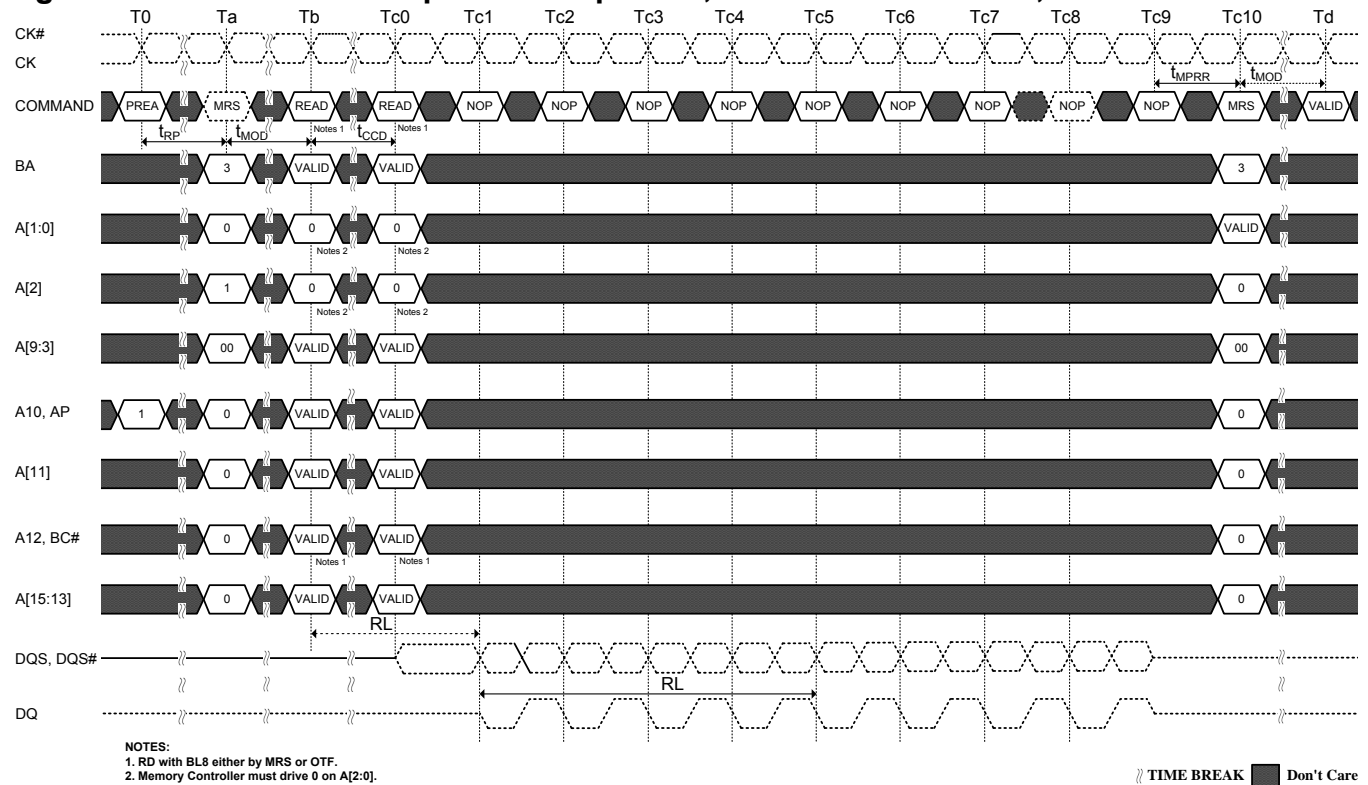 T0 Ta Tb Tc0 Tc1 Tc2 Tc3 Tc4 Tc5 Tc6 Tc7 Tc8 Tc9 Tc10 Td
CK#
CK
tMPRR tMOD
COMMAND PREA MRS READ READ NOP NOP NOP NOP NOP NOP NOP NOP NOP MRS VALID
Notes 1 Notes 1
tRP tMOD tCCD
BA 3 VALID VALID 3
A[1:0] 0 0 0 VALID
Notes 2 Notes 2
A[2] 1 0 0 0
Notes 2 Notes 2
A[9:3] 00 VALID VALID 00
A10, AP 1 0 VALID VALID 0
A[11] 0 VALID VALID 0
A12, BC# 0 VALID VALID 0
Notes 1 Notes 1
A[15:13] 0 VALID VALID 0
RL
DQS, DQS#
RL
DQ
NOTES:
1. RD with BL8 either by MRS or OTF.
2. Memory Controller must drive 0 on A[2:0].
TIME BREAK Don't Care